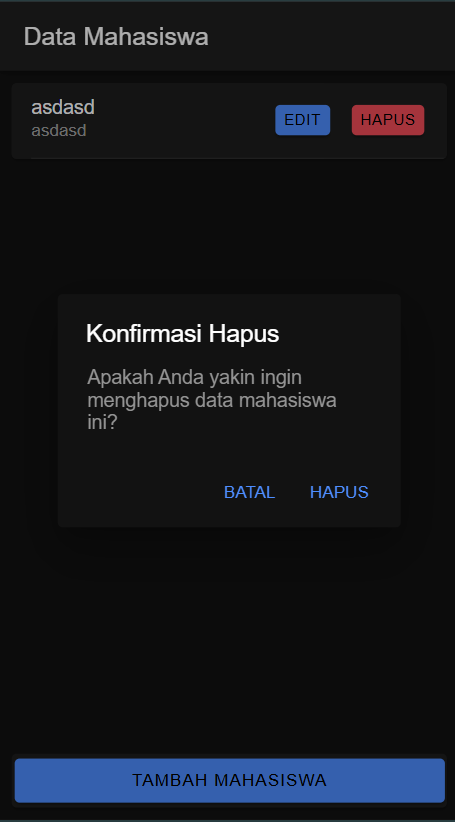 Data Mahasiswa
asdasd
asdasd
EDIT
HAPUS
Konfirmasi Hapus
Apakah Anda yakin ingin
menghapus data mahasiswa
ini?
BATAL
HAPUS
TAMBAH MAHASISWA